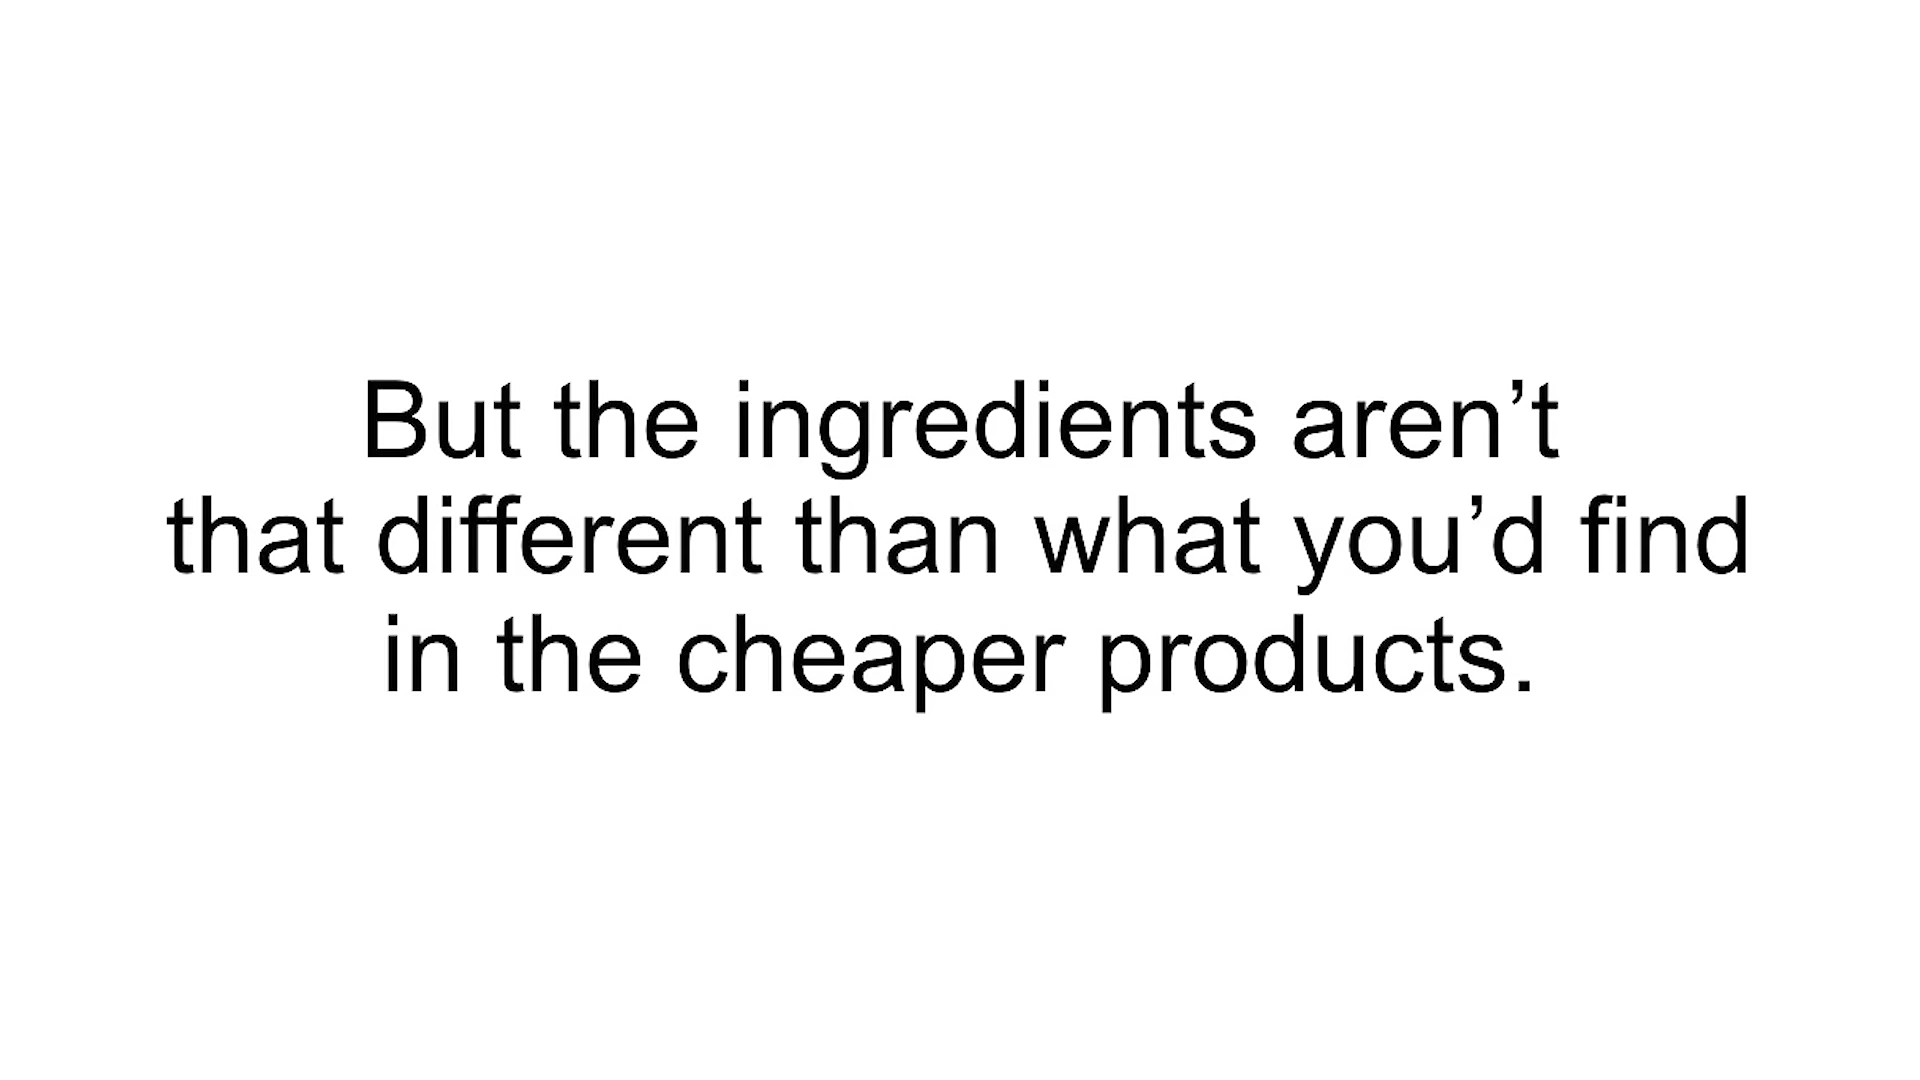 But the ingredients aren’t
that different than what you’d find
in the cheaper products.